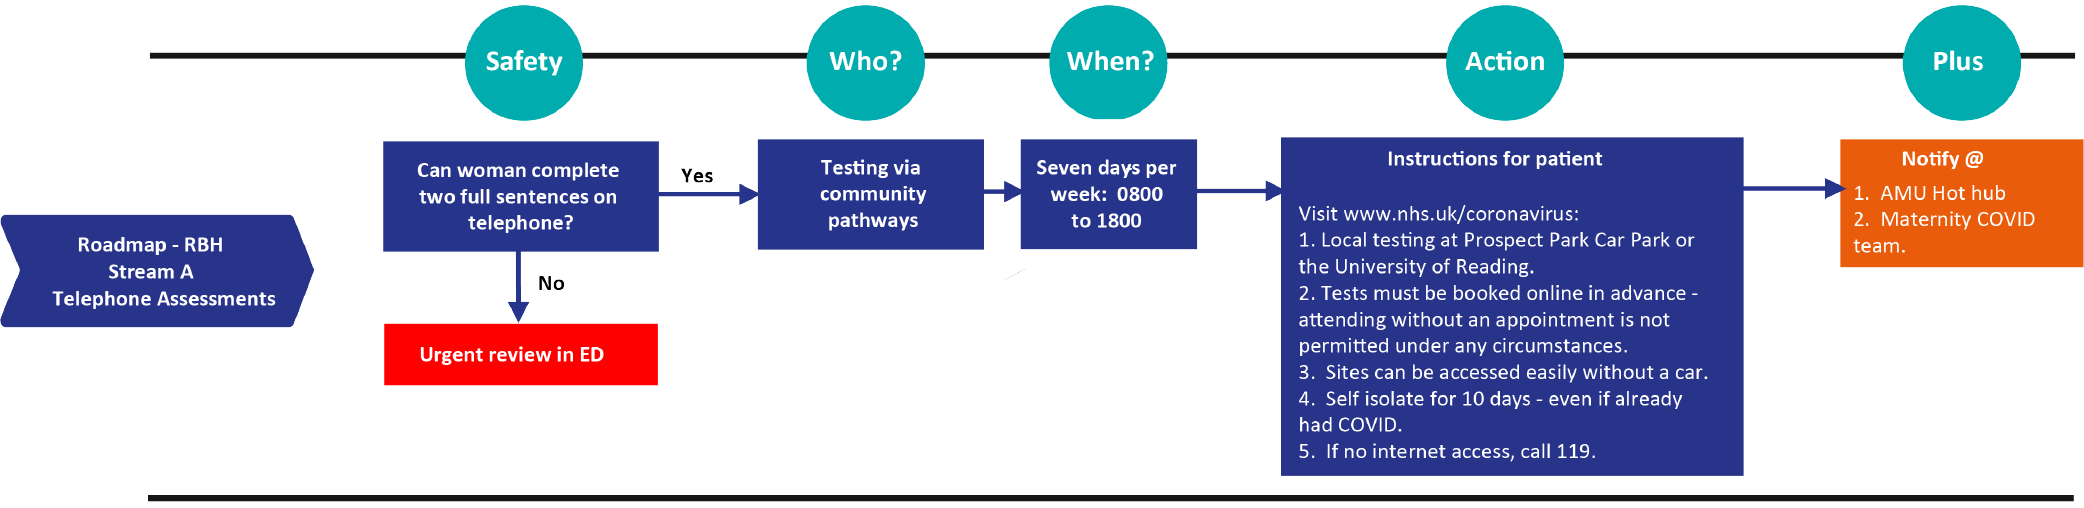 Safety
Who?
When?
Action
Plus
Roadmap - RBH
Stream A
Telephone Assessments
Can woman complete
two full sentences on
telephone?
Yes
No
Urgent review in ED
Testing via
community
pathways
Seven days per
week: 0800
to 1800
Instructions for patient
Visit www.nhs.uk/coronavirus:
1. Local testing at Prospect Park Car Park or
the University of Reading.
2. Tests must be booked online in advance -
attending without an appointment is not
permitted under any circumstances.
3. Sites can be accessed easily without a car.
4. Self isolate for 10 days - even if already
had COVID.
5. If no internet access, call 119.
Notify @
1. AMU Hot hub
2. Maternity COVID
team.